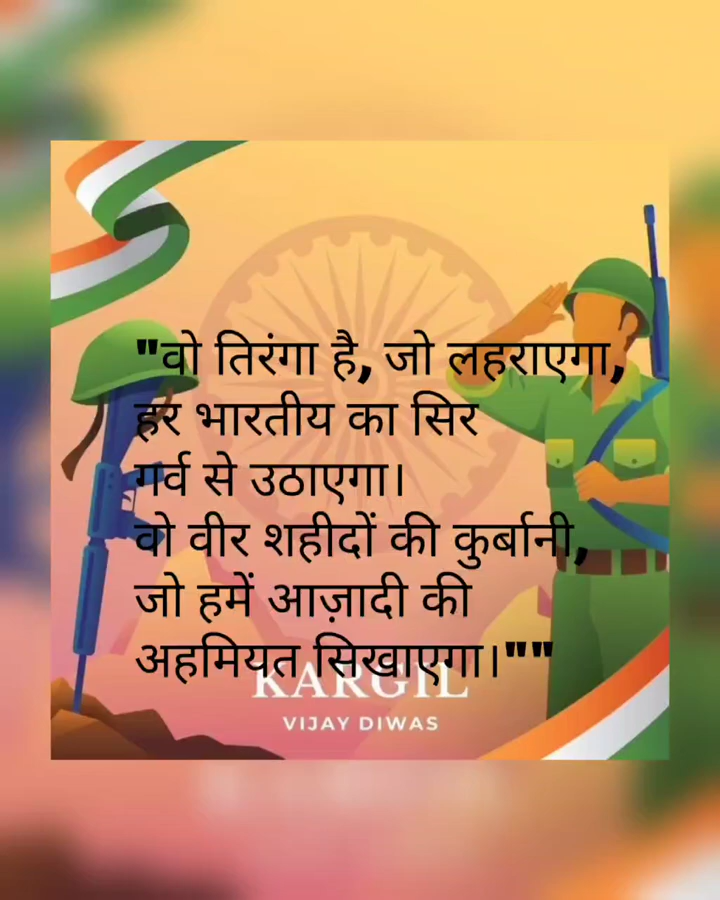 "वो तिरंगा है, जो लहराएगा,
हर भारतीय का सिर
गर्व से उठाएगा।
वो वीर शहीदों की कुर्बानी,
जो हमें आज़ादी की
अहमियत सिखाएगा।""
KARGIL
VIJAY DIWAS